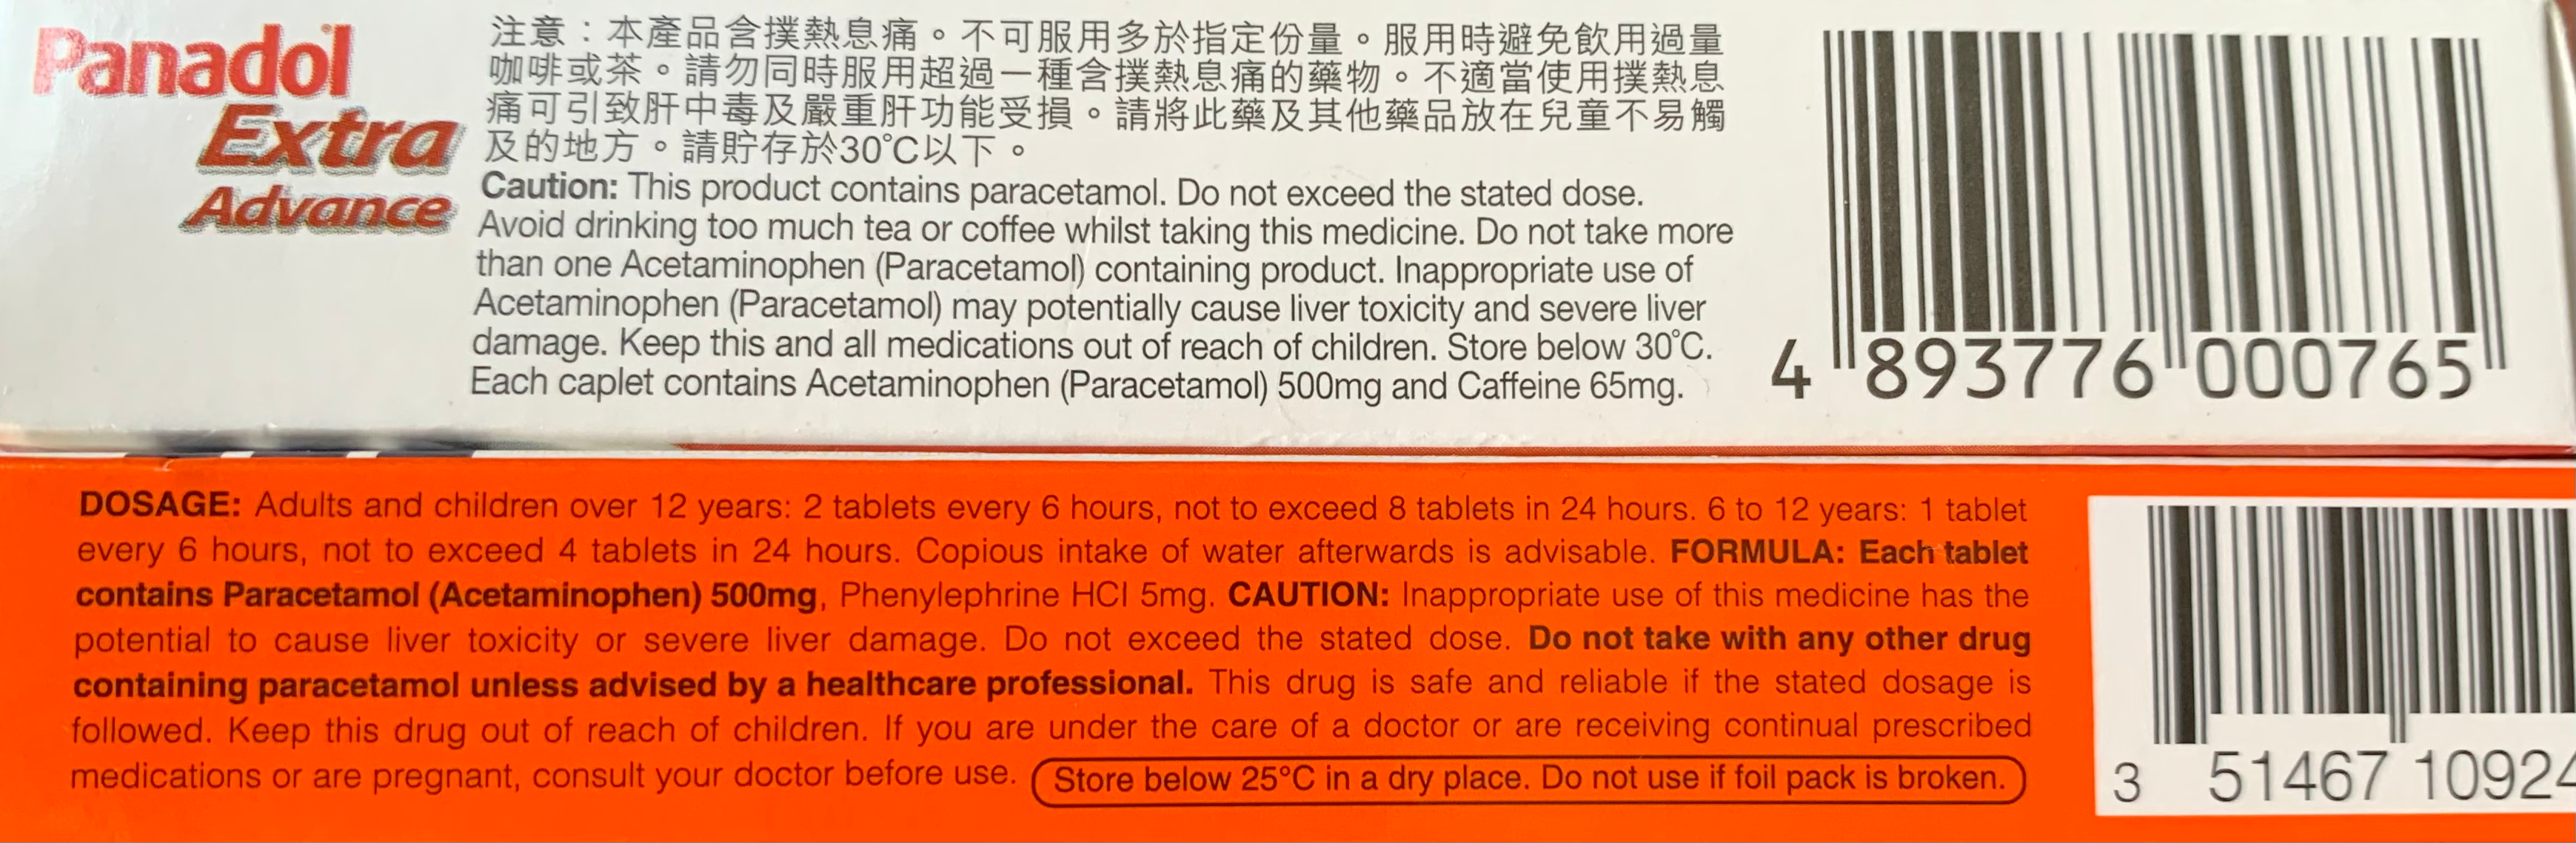 Panadol
Extra
Advance
注意：本產品含撲熱息痛。不可服用多於指定份量。服用時避免飲用過量
咖啡或茶。請勿同時服用超過一種含撲熱息痛的藥物。不適當使用撲熱息
痛可引致肝中毒及嚴重肝功能受損。請將此藥及其他藥品放在兒童不易觸
及的地方。請貯存於30°C以下。
Caution: This product contains paracetamol. Do not exceed the stated dose.
Avoid drinking too much tea or coffee whilst taking this medicine. Do not take more
than one Acetaminophen (Paracetamol) containing product. Inappropriate use of
Acetaminophen (Paracetamol) may potentially cause liver toxicity and severe liver
damage. Keep this and all medications out of reach of children. Store below 30°C.
Each caplet contains Acetaminophen (Paracetamol) 500mg and Caffeine 65mg.
4 893776 000765
DOSAGE: Adults and children over 12 years: 2 tablets every 6 hours, not to exceed 8 tablets in 24 hours. 6 to 12 years: 1 tablet
every 6 hours, not to exceed 4 tablets in 24 hours. Copious intake of water afterwards is advisable. FORMULA: Each tablet
contains Paracetamol (Acetaminophen) 500mg, Phenylephrine HCl 5mg. CAUTION: Inappropriate use of this medicine has the
potential to cause liver toxicity or severe liver damage. Do not exceed the stated dose. Do not take with any other drug
containing paracetamol unless advised by a healthcare professional. This drug is safe and reliable if the stated dosage is
followed. Keep this drug out of reach of children. If you are under the care of a doctor or are receiving continual prescribed
medications or are pregnant, consult your doctor before use. Store below 25°C in a dry place. Do not use if foil pack is broken.
3 51467 10924